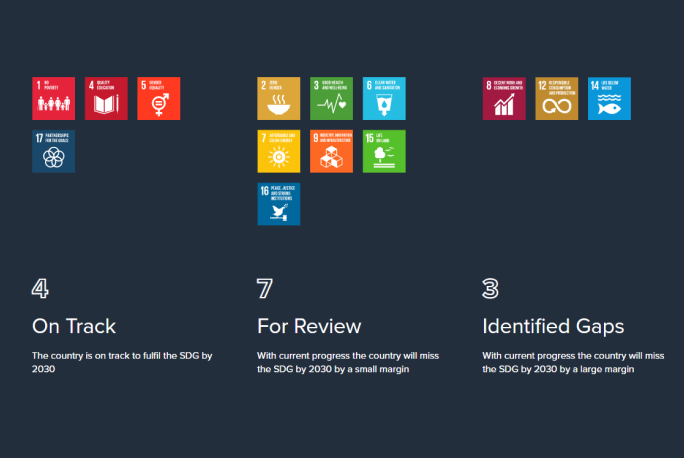 1 NO
POVERTY
4 QUALITY
EDUCATION
5 GENDER
EQUALITY
17 PARTNERSHIPS
FOR THE GOALS
2 ZERO
HUNGER
3 GOOD HEALTH
AND WELL-BEING
6 CLEAN WATER
AND SANITATION
7 AFFORDABLE AND
CLEAN ENERGY
9 INDUSTRY, INNOVATION
AND INFRASTRUCTURE
15 LIFE
ON LAND
16 PEACE, JUSTICE
AND STRONG
INSTITUTIONS
8 DECENT WORK AND
ECONOMIC GROWTH
12 RESPONSIBLE
CONSUMPTION
AND PRODUCTION
14 LIFE BELOW
WATER
4
On Track
The country is on track to fulfil the SDG by
2030
7
For Review
With current progress the country will miss
the SDG by 2030 by a small margin
3
Identified Gaps
With current progress the country will miss
the SDG by 2030 by a large margin